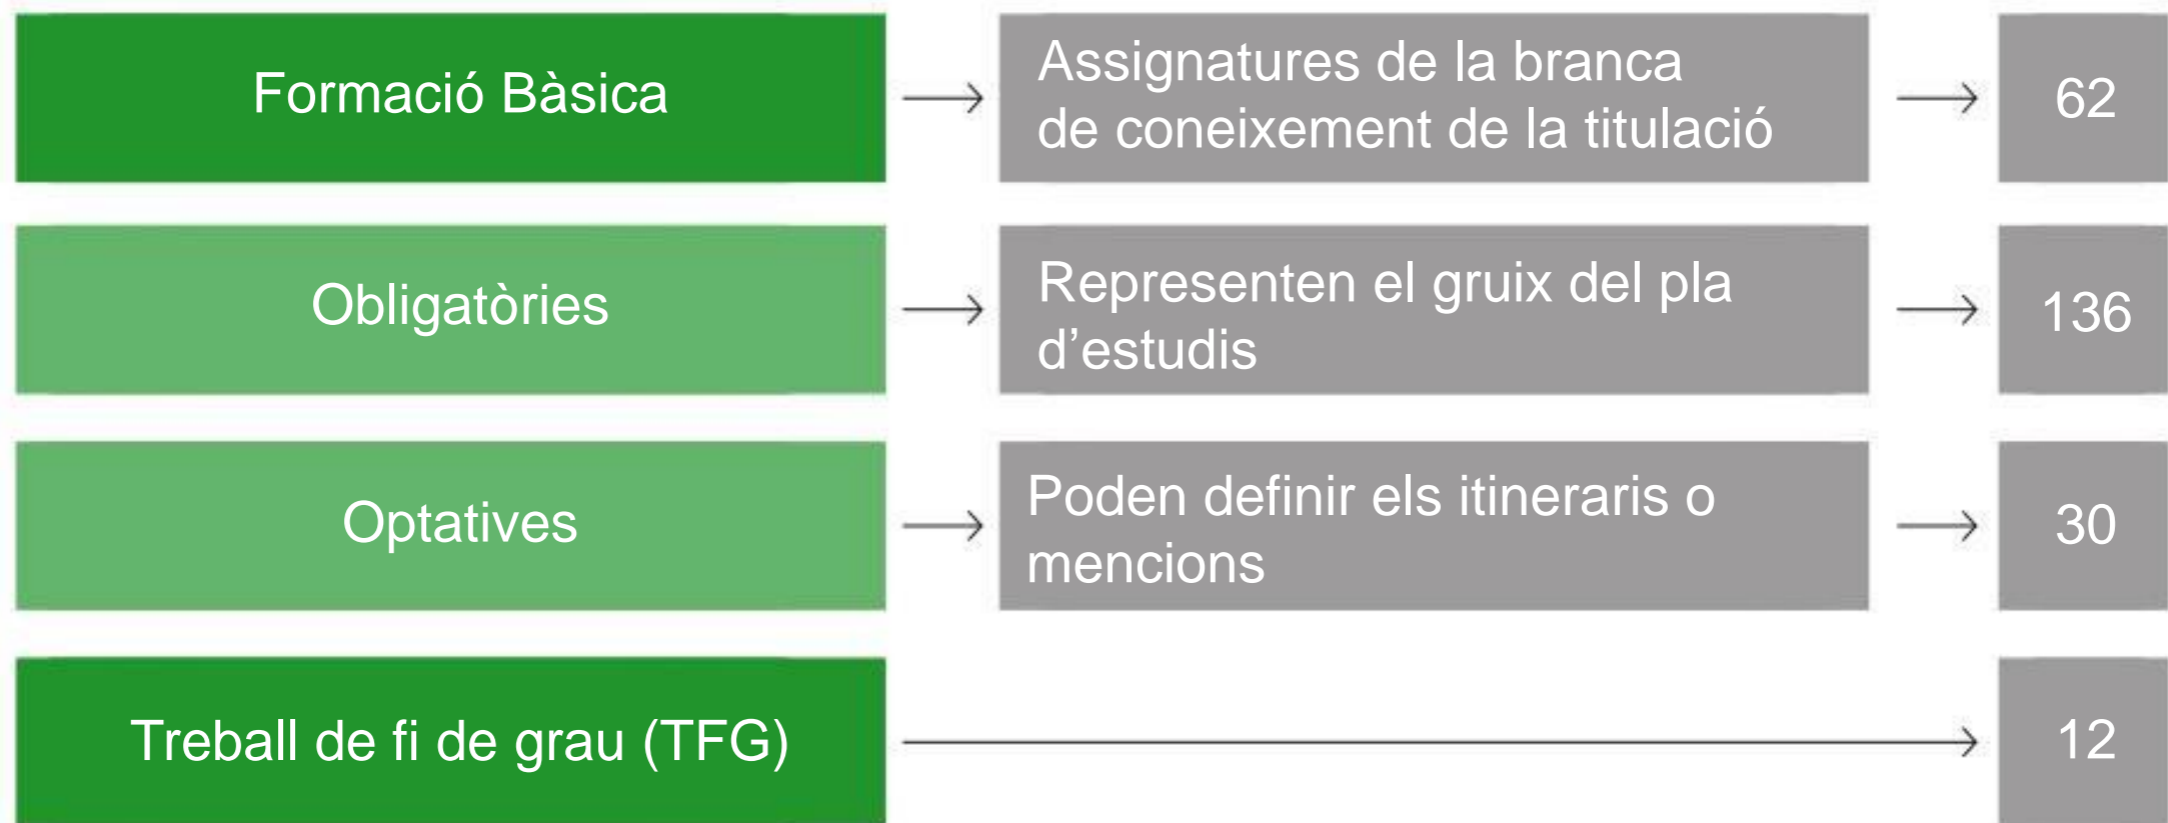 Formació Bàsica
Assignatures de la branca
de coneixement de la titulació
62
Obligatòries
Representen el gruix del pla
d’estudis
136
Optatives
Poden definir els itineraris o
mencions
30
Treball de fi de grau (TFG)
12